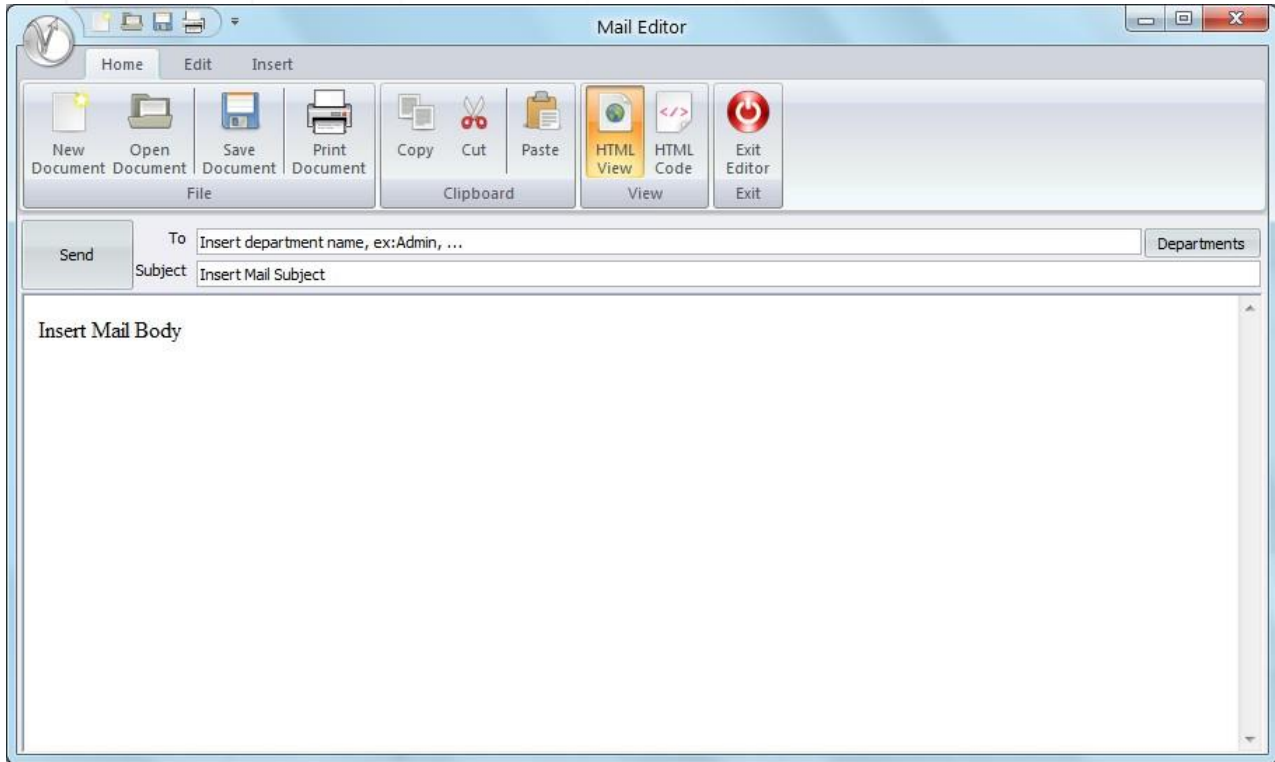 Mail Editor
Home Edit Insert
New Open Save Print Copy Cut Paste HTML HTML Exit
Document Document Document Document View Code Editor
File Clipboard View Exit
Send To Insert department name, ex:Admin, ... Departments
Subject Insert Mail Subject
Insert Mail Body